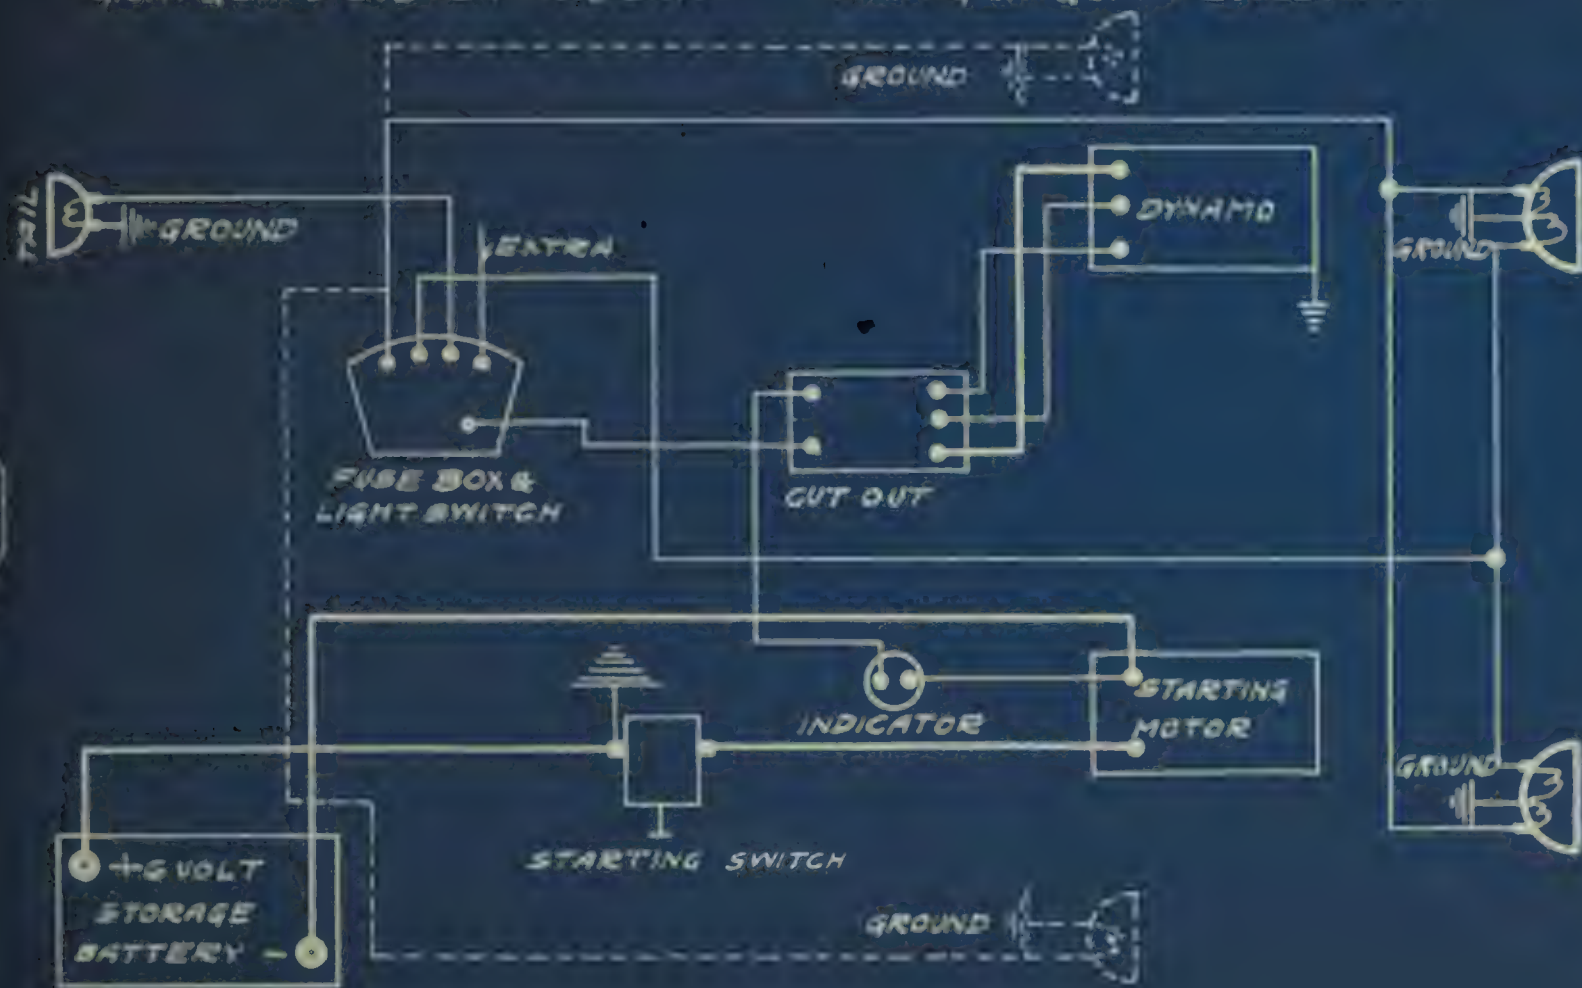 GROUND
TAIL
GROUND
EXTRA
DYNAMO
GROUND
FUSE BOX &
LIGHT SWITCH
CUT OUT
INDICATOR
STARTING
MOTOR
GROUND
STARTING SWITCH
+6 VOLT
STORAGE
BATTERY -
GROUND